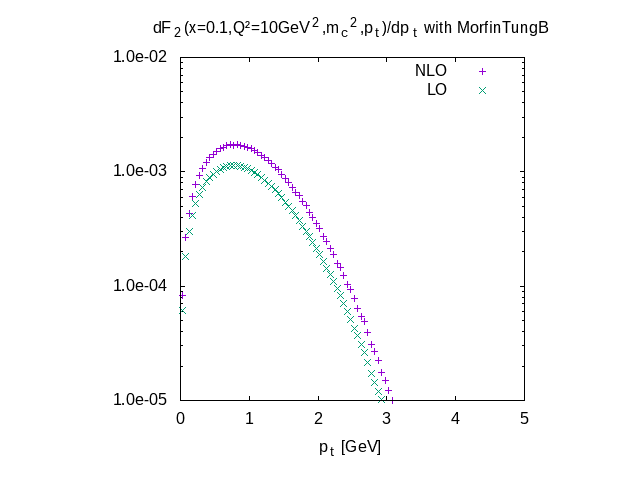 dF2(x=0.1,Q²=10GeV2,mc2,pt)/dpt with MorfinTungB
1.0e-02
NLO
LO
1.0e-03
1.0e-04
1.0e-05
0 1 2 3 4 5
pt [GeV]